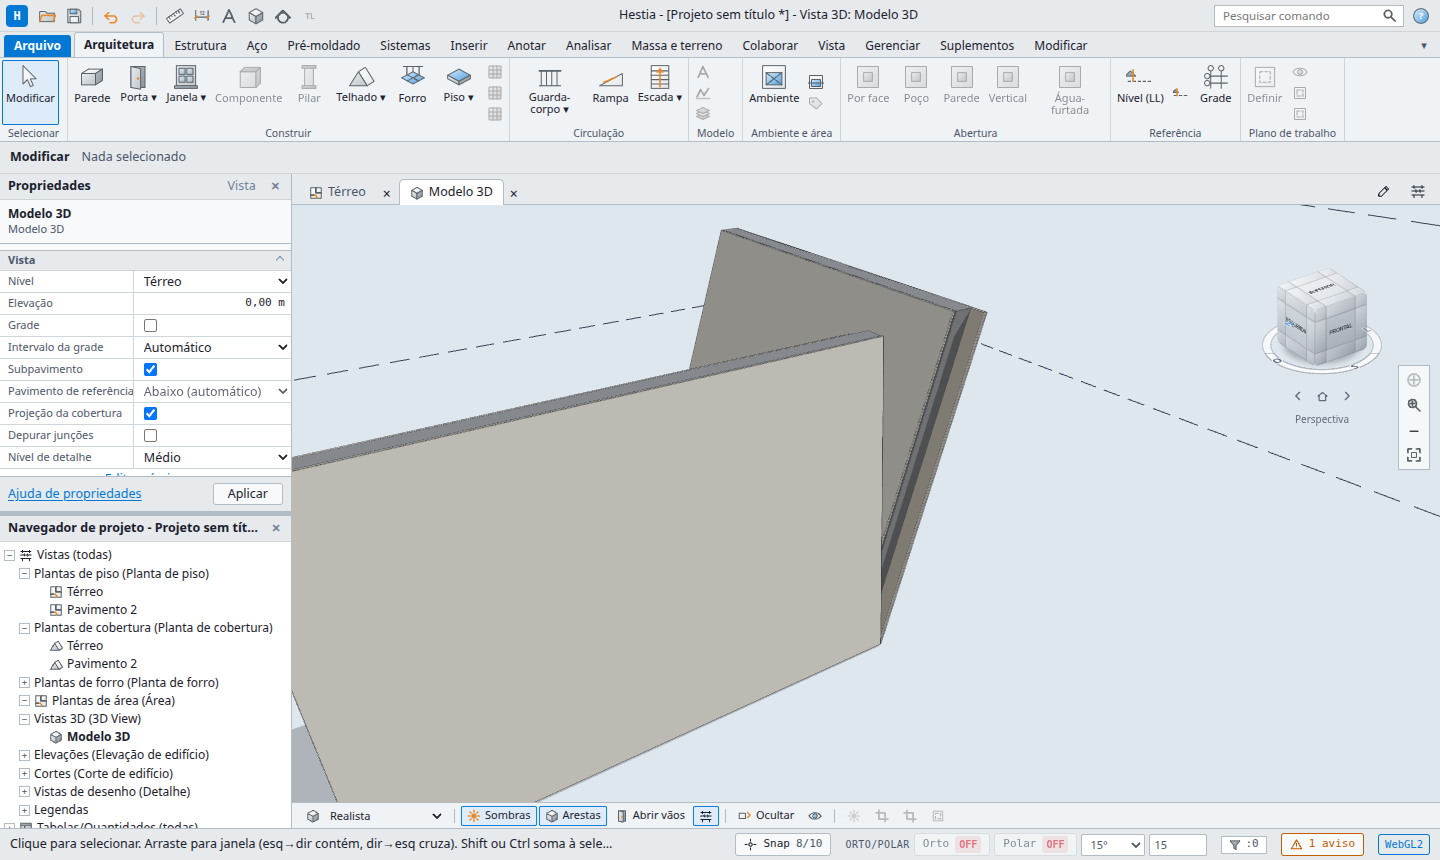 H
TL
Hestia - [Projeto sem título *] - Vista 3D: Modelo 3D
Pesquisar comando
?
Arquivo
Arquitetura
Estrutura
Aço
Pré-moldado
Sistemas
Inserir
Anotar
Analisar
Massa e terreno
Colaborar
Vista
Gerenciar
Suplementos
Modificar
Modificar
Parede
Porta ▾
Janela ▾
Componente
Pilar
Telhado ▾
Forro
Piso ▾
Guarda-
corpo ▾
Rampa
Escada ▾
Ambiente
Por face
Poço
Parede
Vertical
Água-
furtada
Nível (LL)
Grade
Definir
Selecionar
Construir
Circulação
Modelo
Ambiente e área
Abertura
Referência
Plano de trabalho
Modificar
Nada selecionado
Propriedades
Vista
×
Modelo 3D
Modelo 3D
Vista
Nível
Térreo
Elevação
0,00 m
Grade
Intervalo da grade
Automático
Subpavimento
Pavimento de referência
Abaixo (automático)
Projeção da cobertura
Depurar junções
Nível de detalhe
Médio
Ajuda de propriedades
Aplicar
Navegador de projeto - Projeto sem tít...
×
Vistas (todas)
Plantas de piso (Planta de piso)
Térreo
Pavimento 2
Plantas de cobertura (Planta de cobertura)
Térreo
Pavimento 2
Plantas de forro (Planta de forro)
Plantas de área (Área)
Vistas 3D (3D View)
Modelo 3D
Elevações (Elevação de edifício)
Cortes (Corte de edifício)
Vistas de desenho (Detalhe)
Legendas
Tabelas/Quantidades (todas)
Térreo
×
Modelo 3D
×
SUPERIOR
FRONTAL
O
S
Perspectiva
Realista
Sombras
Arestas
Abrir vãos
Ocultar
Clique para selecionar. Arraste para janela (esq→dir contém, dir→esq cruza). Shift ou Ctrl soma à sele...
Snap 8/10
ORTO/POLAR
Orto OFF
Polar OFF
15°
15
:0
1 aviso
WebGL2